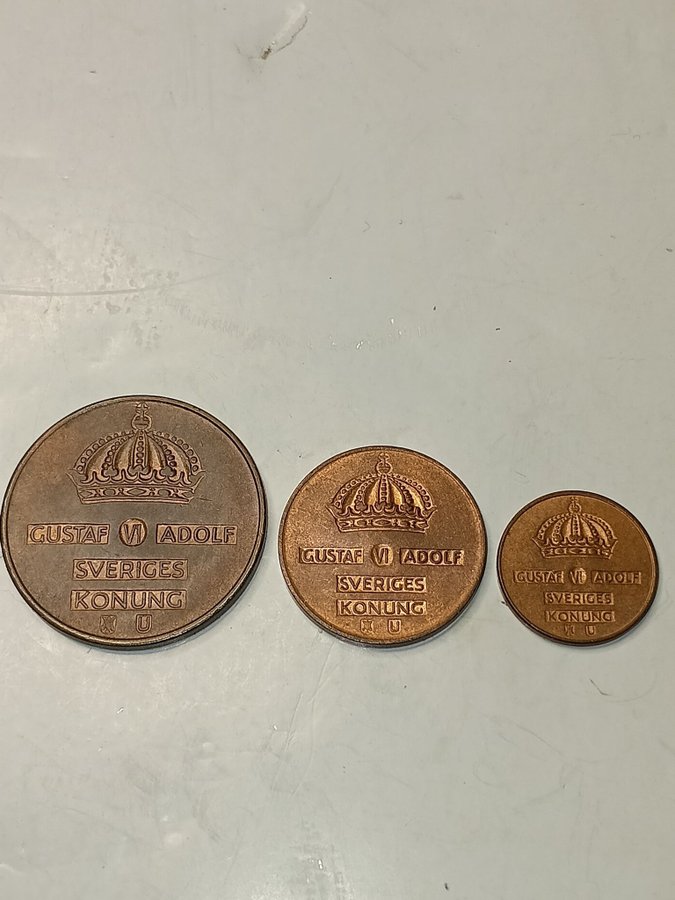 GUSTAF VI ADOLF
SVERIGES
KONUNG
U
GUSTAF VI ADOLF
SVERIGES
KONUNG
U
GUSTAF VI ADOLF
SVERIGES
KONUNG
U